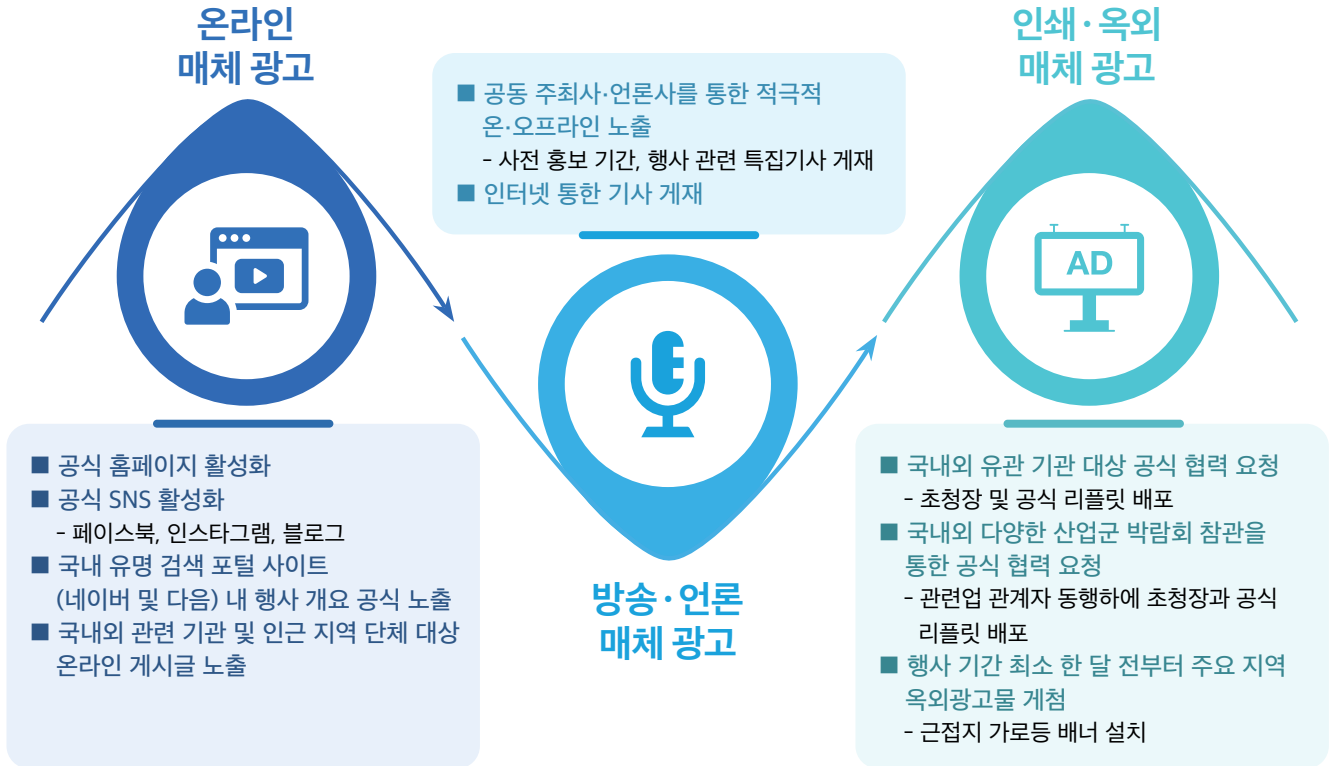 온라인
매체 광고
■ 공식 홈페이지 활성화
■ 공식 SNS 활성화
- 페이스북, 인스타그램, 블로그
■ 국내 유명 검색 포털 사이트
(네이버 및 다음) 내 행사 개요 공식 노출
■ 국내외 관련 기관 및 인근 지역 단체 대상
온라인 게시글 노출
■ 공동 주최사·언론사를 통한 적극적
온·오프라인 노출
- 사전 홍보 기간, 행사 관련 특집기사 게재
■ 인터넷 통한 기사 게재
방송·언론
매체 광고
인쇄·옥외
매체 광고
AD
■ 국내외 유관 기관 대상 공식 협력 요청
- 초청장 및 공식 리플릿 배포
■ 국내외 다양한 산업군 박람회 참관을
통한 공식 협력 요청
- 관련업 관계자 동행하에 초청장과 공식
리플릿 배포
■ 행사 기간 최소 한 달 전부터 주요 지역
옥외광고물 게첨
- 근접지 가로등 배너 설치